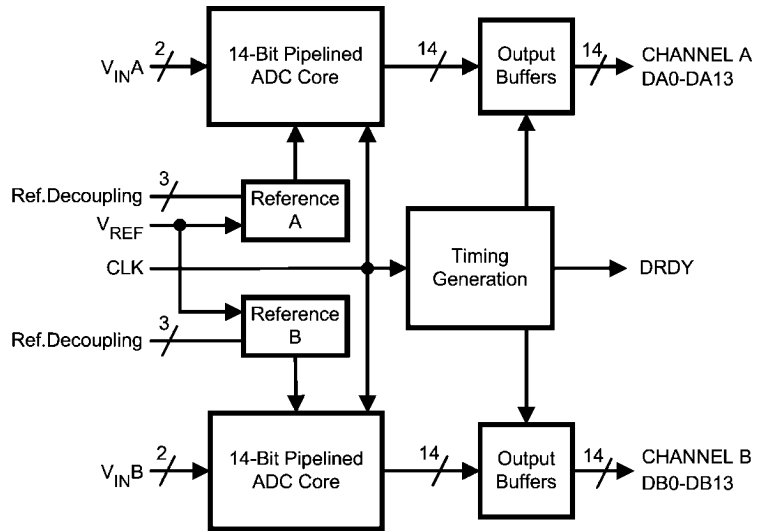 2
V_IN A
14-Bit Pipelined
ADC Core
14
Output
Buffers
14
CHANNEL A
DA0-DA13
3
Ref.Decoupling
Reference
A
V_REF
CLK
Timing
Generation
DRDY
Reference
B
3
Ref.Decoupling
2
V_IN B
14-Bit Pipelined
ADC Core
14
Output
Buffers
14
CHANNEL B
DB0-DB13